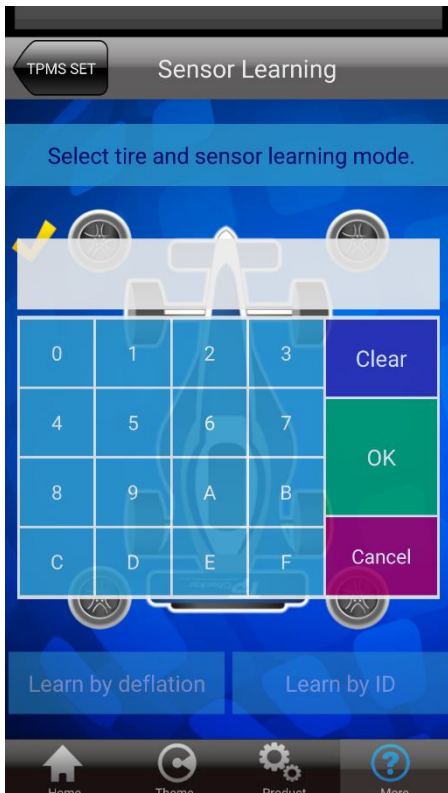 TPMS SET
Sensor Learning
Select tire and sensor learning mode.
0 1 2 3 Clear
4 5 6 7
OK
8 9 A B
C D E F Cancel
Learn by deflation Learn by ID
Home Theme Product More